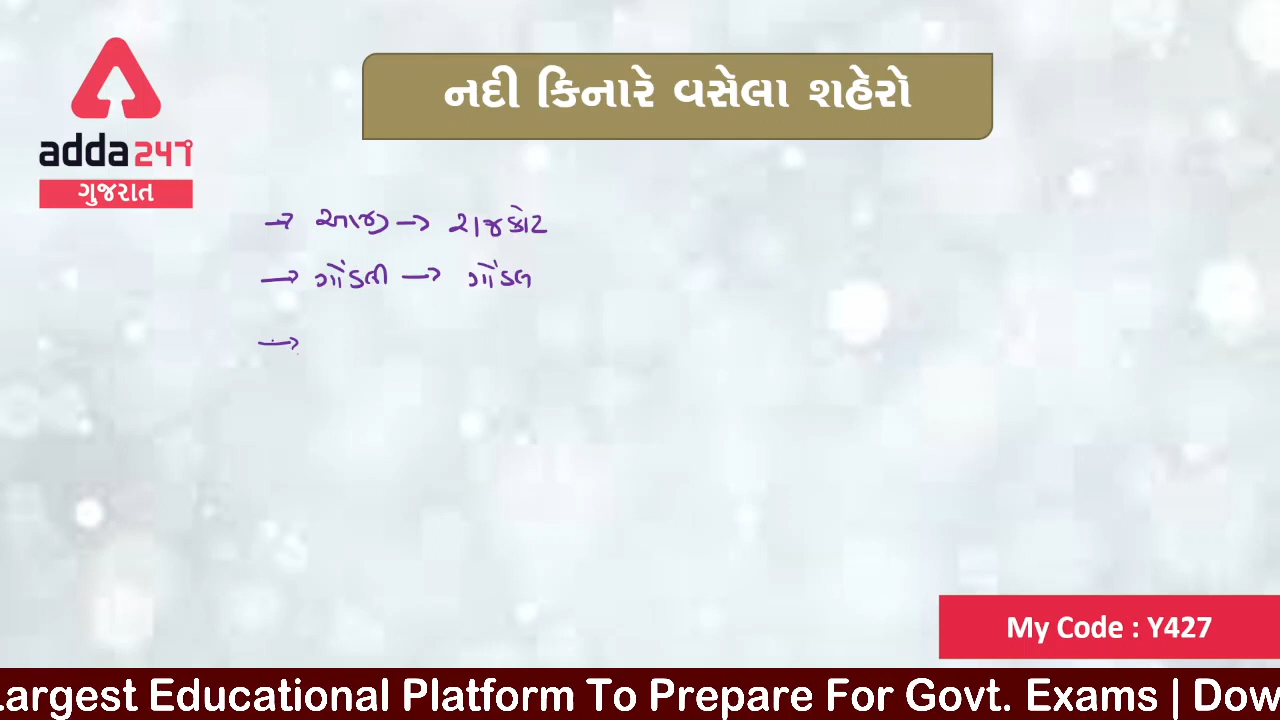 નદી કિનારે વસેલા શહેરો
adda247
ગુજરાત
→ આજી → રાજકોટ
→ ગોંડલી → ગોંડલ
→
My Code : Y427
Largest Educational Platform To Prepare For Govt. Exams | Dow